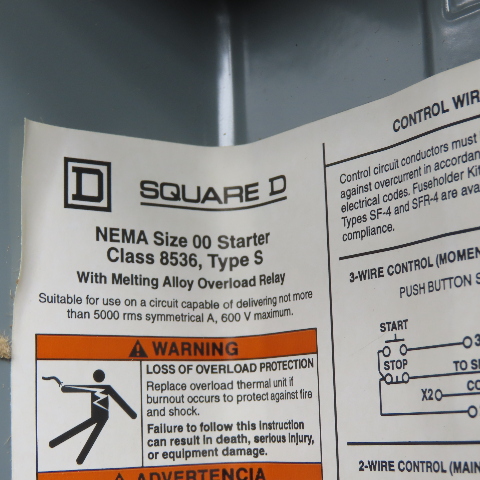 SQUARE D
NEMA Size 00 Starter
Class 8536, Type S
With Melting Alloy Overload Relay
Suitable for use on a circuit capable of delivering not more
than 5000 rms symmetrical A, 600 V maximum.
WARNING
LOSS OF OVERLOAD PROTECTION
Replace overload thermal unit if
burnout occurs to protect against fire
and shock.
Failure to follow this instruction
can result in death, serious injury,
or equipment damage.
ADVERTENCIA
CONTROL WIR
Control circuit conductors must
against overcurrent in accordan
electrical codes. Fuseholder Kit
Types SF-4 and SFR-4 are ava
compliance.
3-WIRE CONTROL (MOMEN
PUSH BUTTON S
START
3
STOP
TO S
CO
X2
2-WIRE CONTROL (MAIN